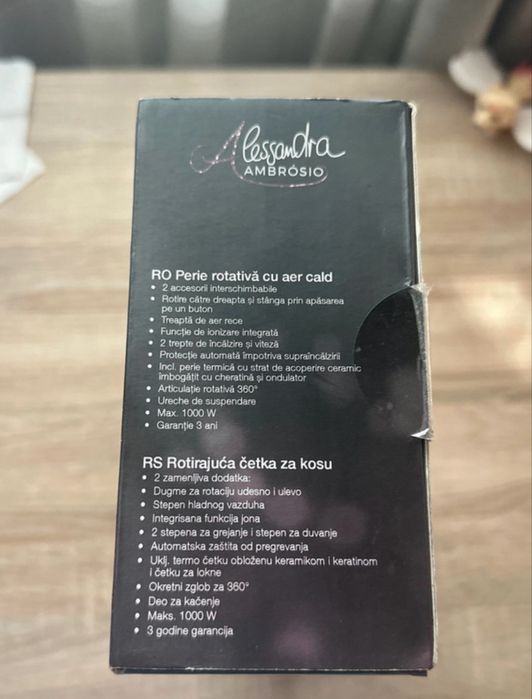 Alessandra
AMBRÓSIO
RO Perie rotativă cu aer cald
• 2 accesorii interschimbabile
• Rotire către dreapta și stânga prin apăsarea
pe un buton
• Treaptă de aer rece
• Funcție de ionizare integrată
• 2 trepte de încălzire și viteză
• Protecție automată împotriva supraîncălzirii
• Incl. perie termică cu strat de acoperire ceramic
îmbogățit cu cheratină și ondulator
• Articulație rotativă 360°
• Ureche de suspendare
• Max. 1000 W
• Garanție 3 ani
RS Rotirajuća četka za kosu
• 2 zamenljiva dodatka:
• Dugme za rotaciju udesno i ulevo
• Stepen hladnog vazduha
• Integrisana funkcija jona
• 2 stepena za grejanje i stepen za duvanje
• Automatska zaštita od pregrevanja
• Uklj. termo četku obloženu keramikom i keratinom
i četku za lokne
• Okretni zglob za 360°
• Deo za kačenje
• Maks. 1000 W
• 3 godine garancija